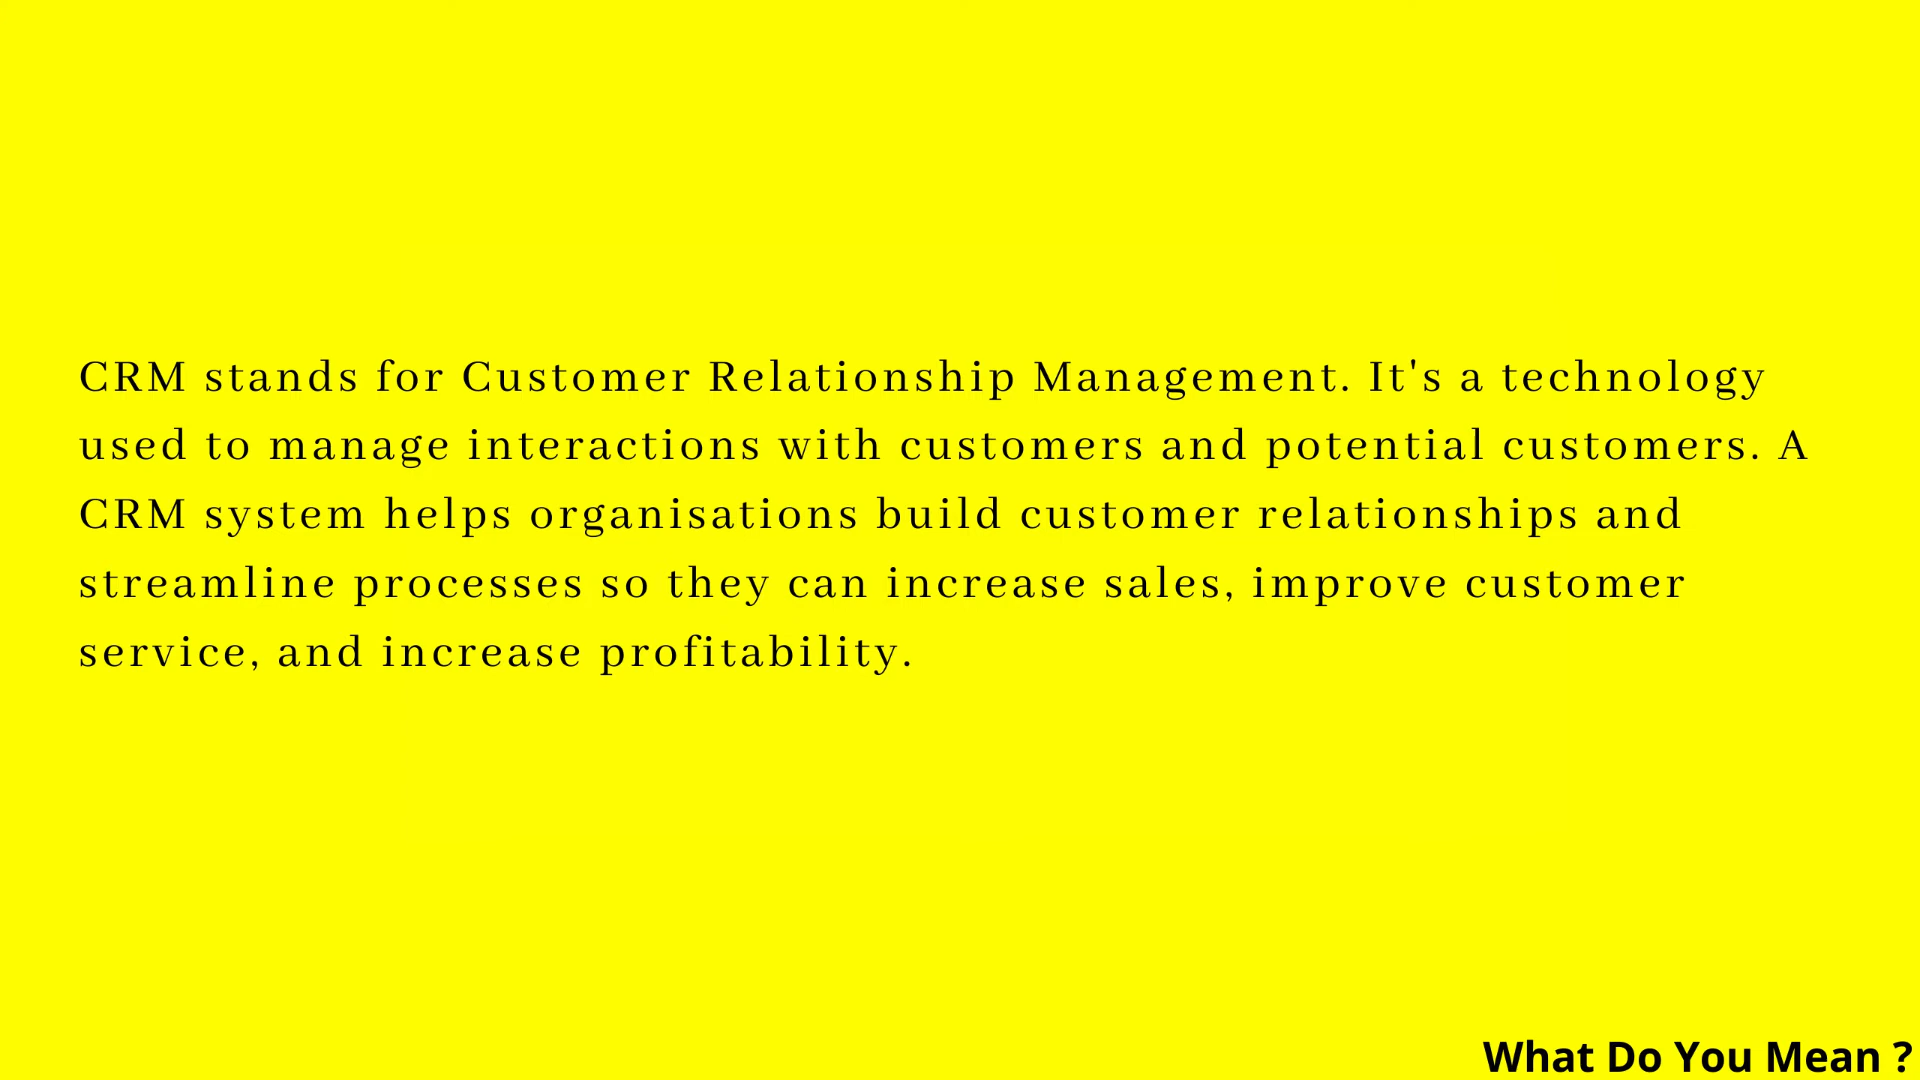 CRM stands for Customer Relationship Management. It's a technology
used to manage interactions with customers and potential customers. A
CRM system helps organisations build customer relationships and
streamline processes so they can increase sales, improve customer
service, and increase profitability.
What Do You Mean ?